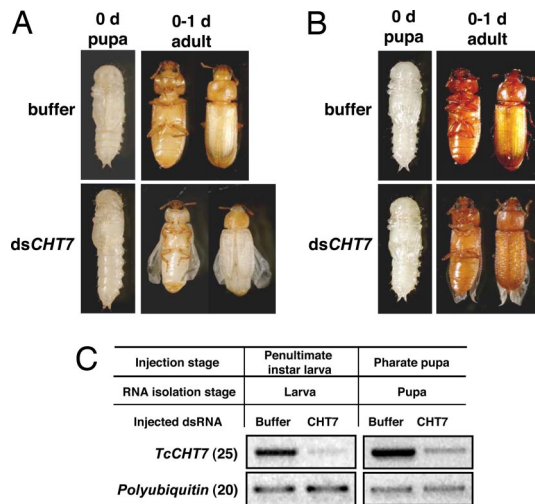 A
0 d pupa
0-1 d adult
buffer
dsCHT7
B
0 d pupa
0-1 d adult
buffer
dsCHT7
C
Injection stage Penultimate instar larva Pharate pupa
RNA isolation stage Larva Pupa
Injected dsRNA Buffer CHT7 Buffer CHT7
TcCHT7 (25)
Polyubiquitin (20)